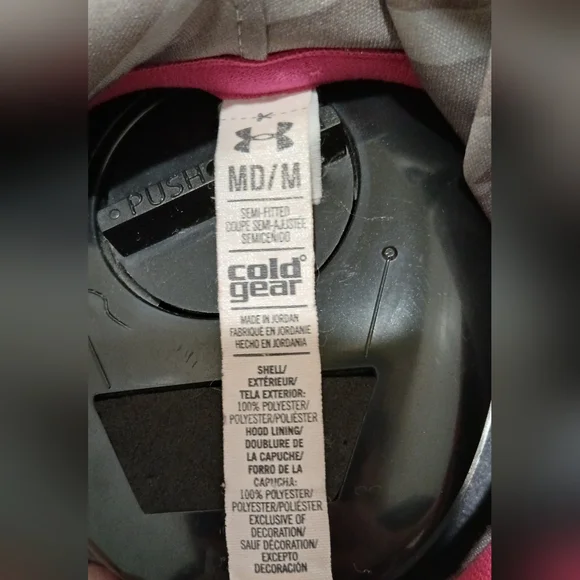 PUSH
MD/M
SEMI-FITTED
COUPE SEMI-AJUSTÉE
SEMICEÑIDO
cold
gear
MADE IN JORDAN
FABRIQUÉ EN JORDANIE
HECHO EN JORDANIA
SHELL/
EXTÉRIEUR/
TELA EXTERIOR:
100% POLYESTER/
POLYESTER/POLIÉSTER
HOOD LINING/
DOUBLURE DE
LA CAPUCHE/
FORRO DE LA
CAPUCHA:
100% POLYESTER/
POLYESTER/POLIÉSTER
EXCLUSIVE OF
DECORATION/
SAUF DÉCORATION/
EXCEPTO
DECORACIÓN